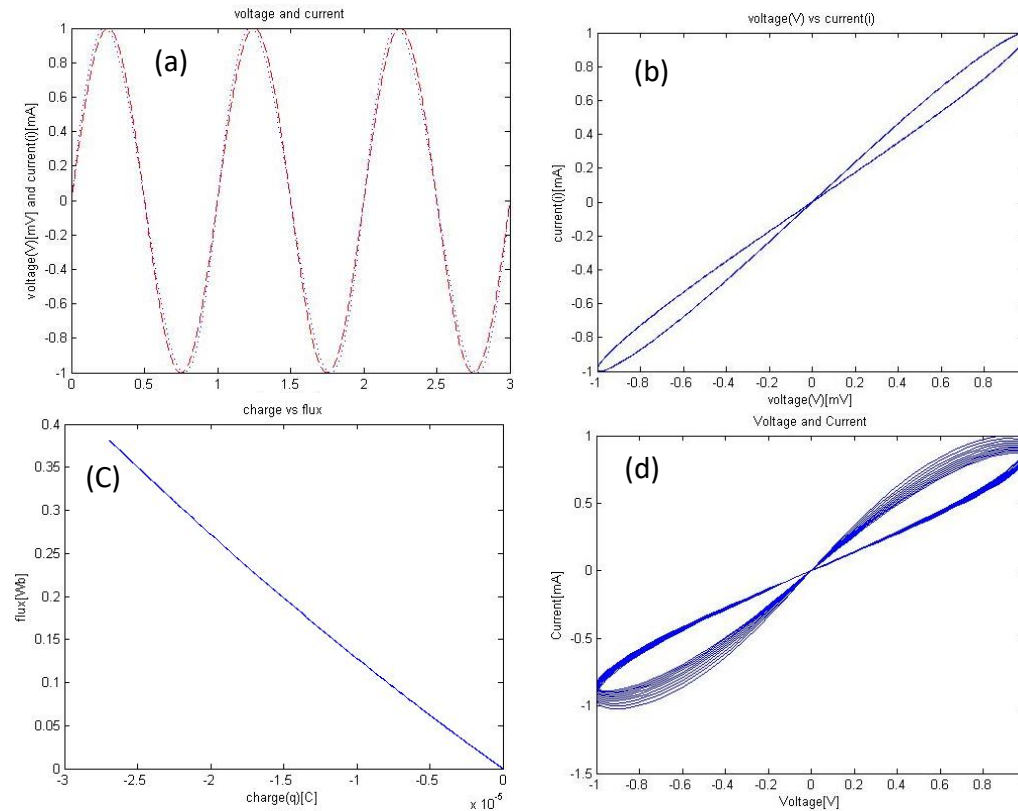 voltage and current
(a)
voltage(V)[mV] and current(i)[mA]
1
0.8
0.6
0.4
0.2
0
-0.2
-0.4
-0.6
-0.8
-1
0 0.5 1 1.5 2 2.5 3
voltage(V) vs current(i)
(b)
current(i)[mA]
1
0.8
0.6
0.4
0.2
0
-0.2
-0.4
-0.6
-0.8
-1
-1 -0.8 -0.6 -0.4 -0.2 0 0.2 0.4 0.6 0.8
voltage(V)[mV]
charge vs flux
(C)
flux[Wb]
0.4
0.35
0.3
0.25
0.2
0.15
0.1
0.05
0
-3 -2.5 -2 -1.5 -1 -0.5 0
charge(q)[C]
x 10⁻⁵
Voltage and Current
(d)
Current[mA]
1
0.5
0
-0.5
-1
-1.5
-1 -0.8 -0.6 -0.4 -0.2 0 0.2 0.4 0.6 0.8
Voltage[V]